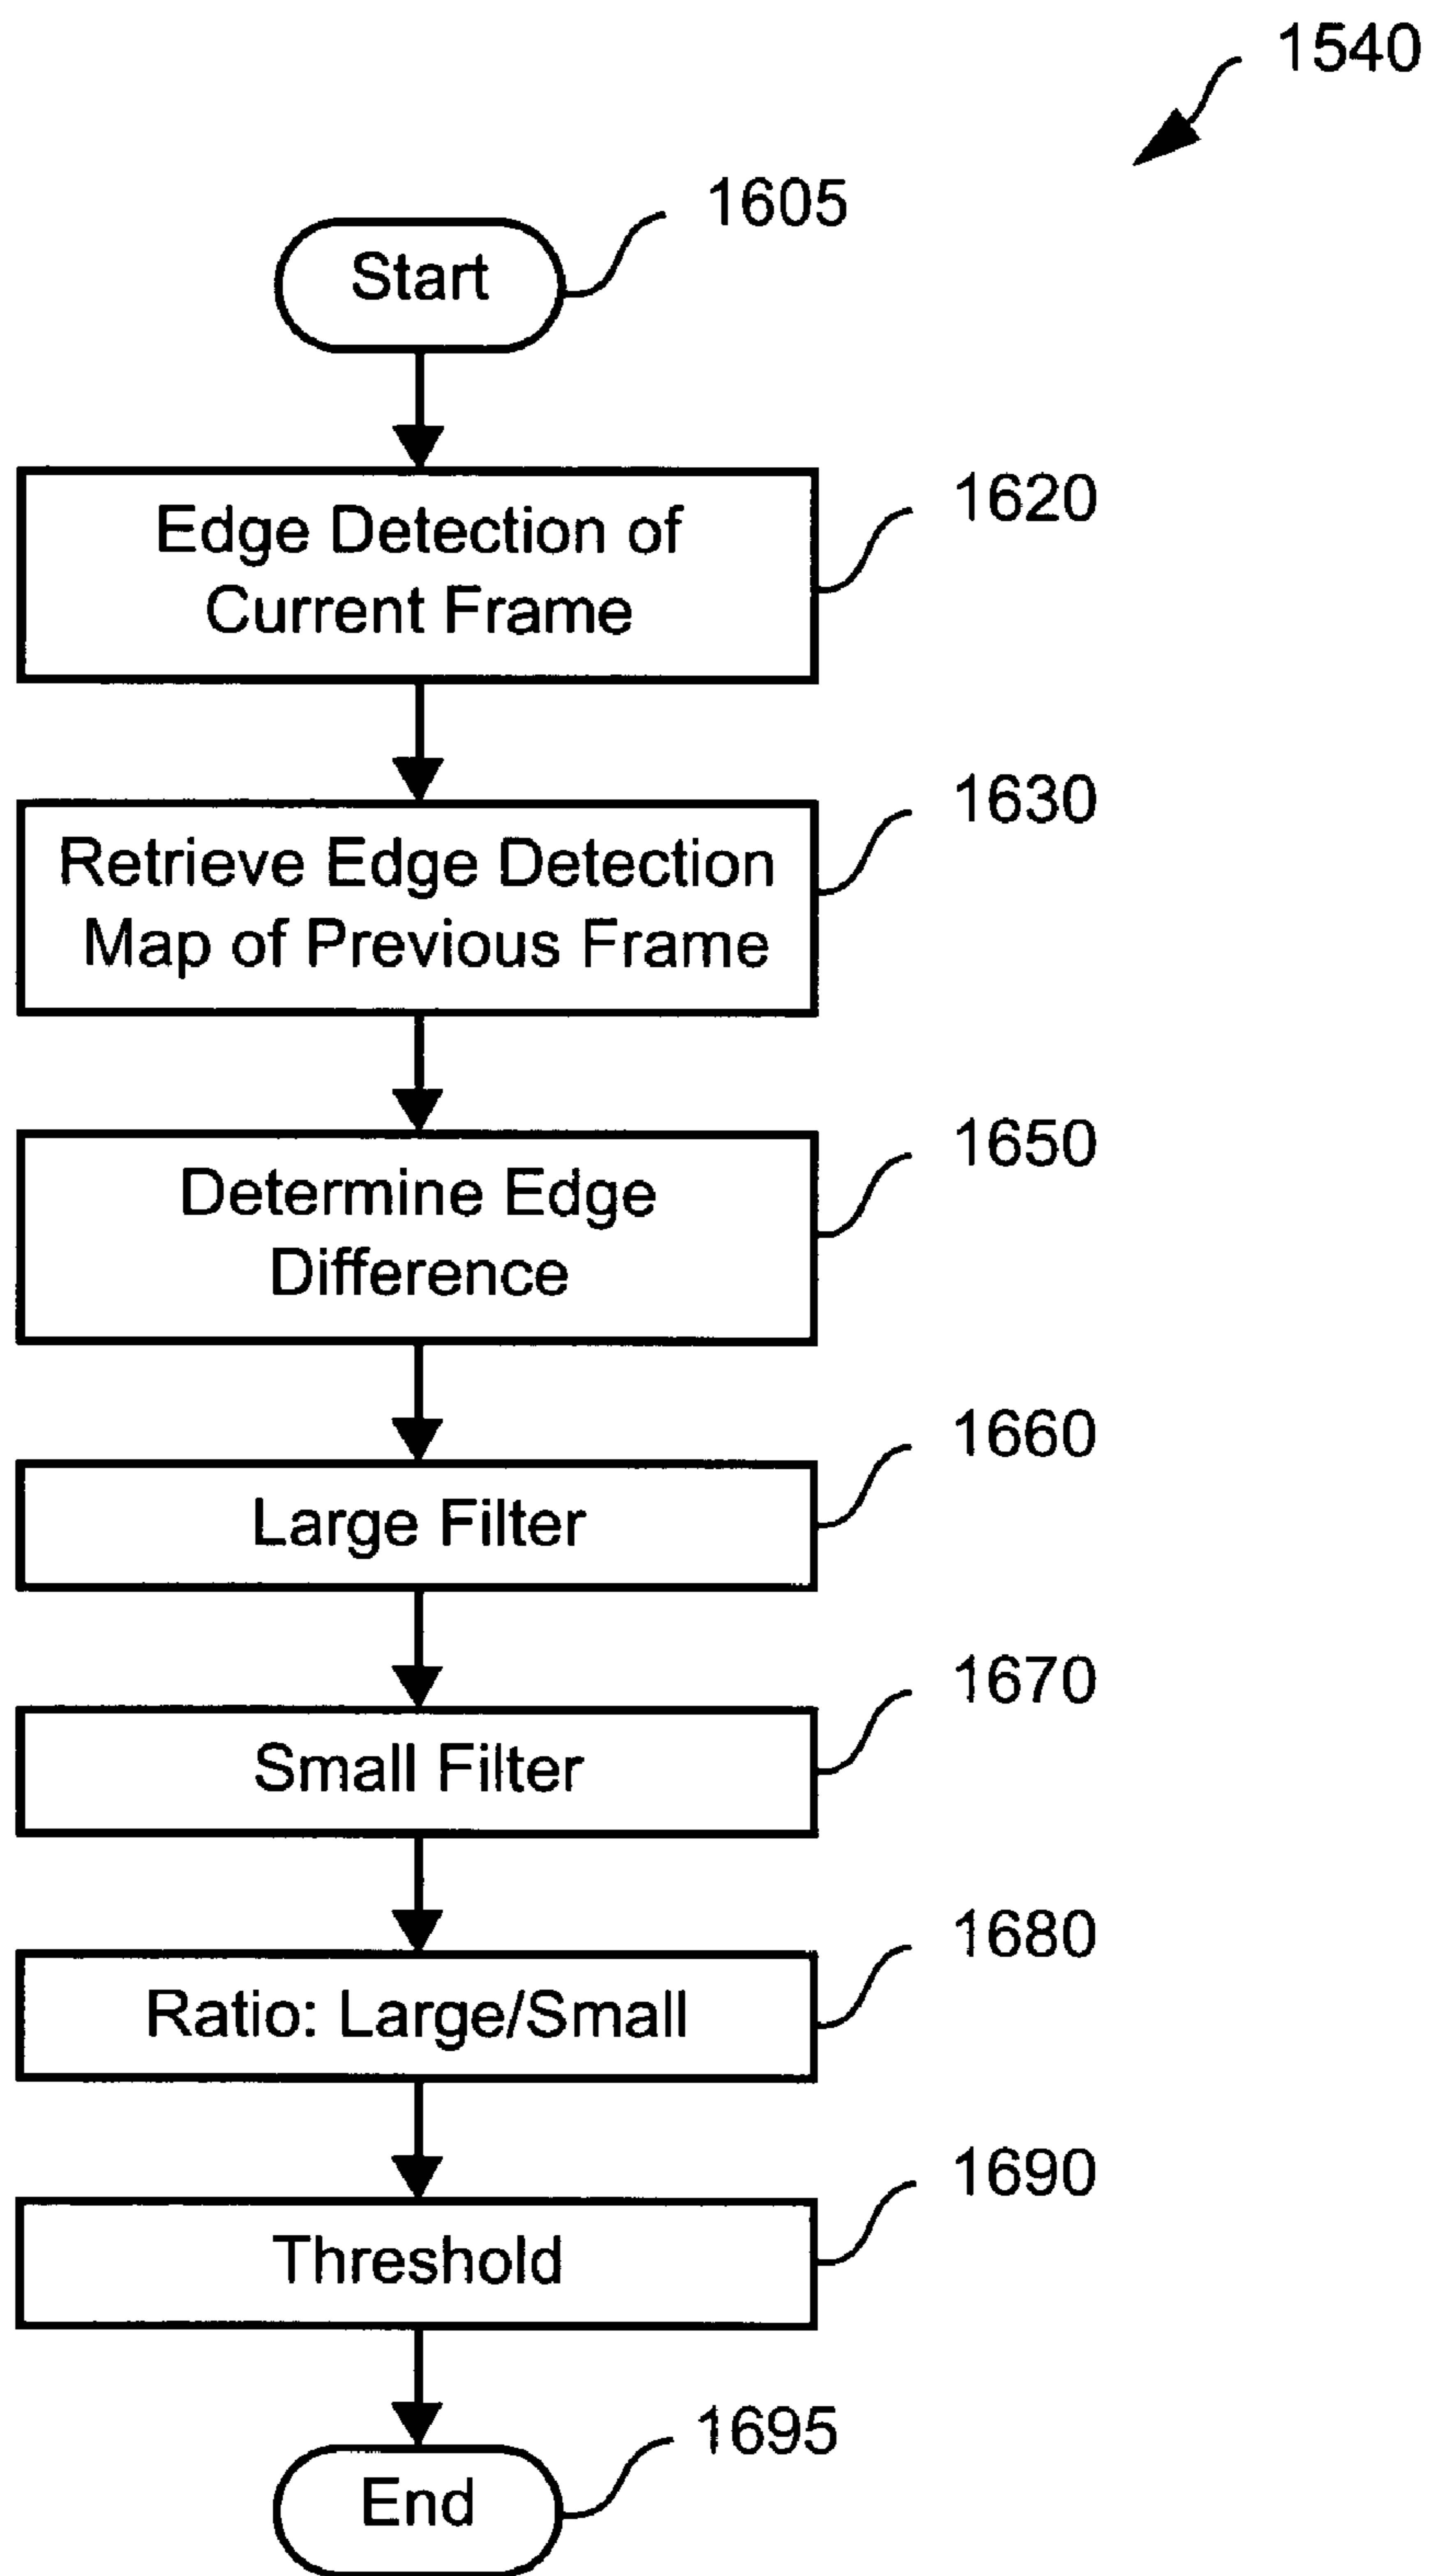 1540
1605
Start
1620
Edge Detection of
Current Frame
1630
Retrieve Edge Detection
Map of Previous Frame
1650
Determine Edge
Difference
1660
Large Filter
1670
Small Filter
1680
Ratio: Large/Small
1690
Threshold
1695
End